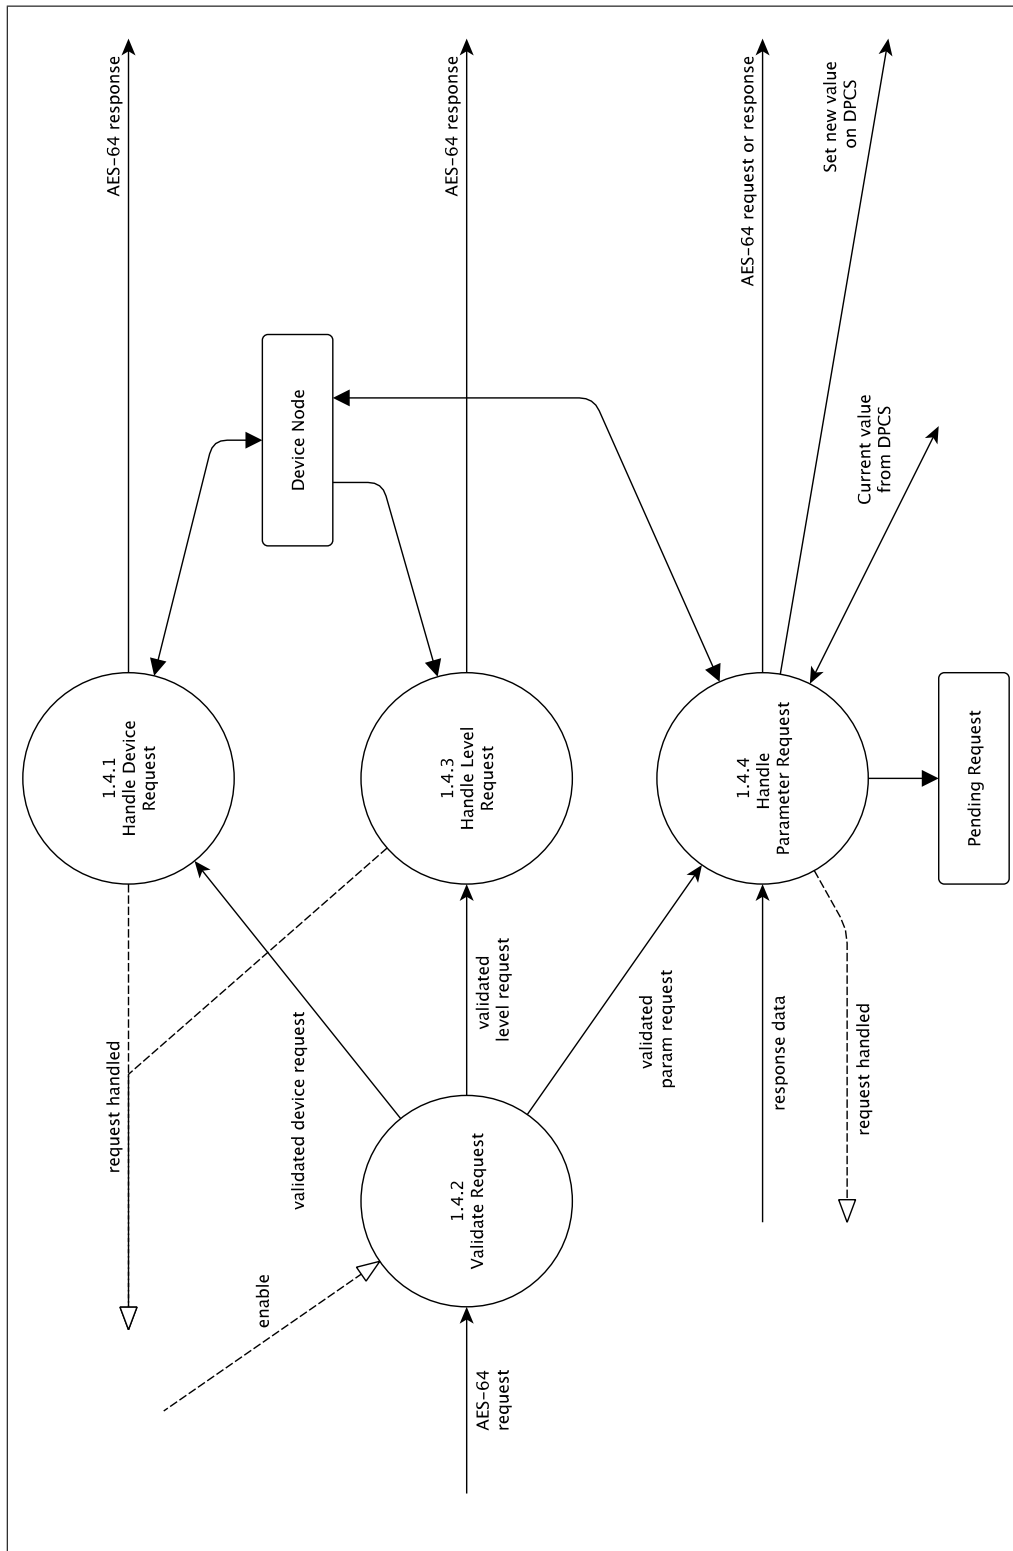 AES-64 response
1.4.1
Handle Device
Request
request handled
validated device request
enable
Device Node
AES-64 response
1.4.3
Handle Level
Request
validated
level request
1.4.2
Validate Request
AES-64
request
validated
param request
AES-64 request or response
Set new value
on DPCS
Current value
from DPCS
1.4.4
Handle
Parameter Request
response data
request handled
Pending Request